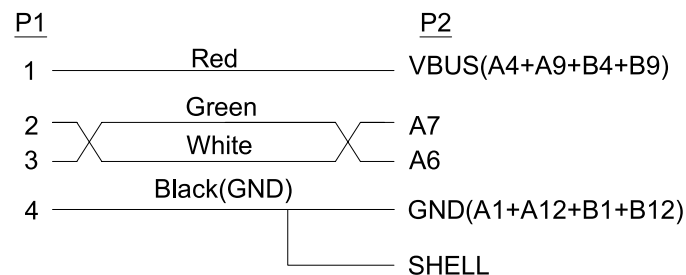 P1 P2
1 Red VBUS(A4+A9+B4+B9)
2 Green A7
3 White A6
4 Black(GND) GND(A1+A12+B1+B12)
SHELL